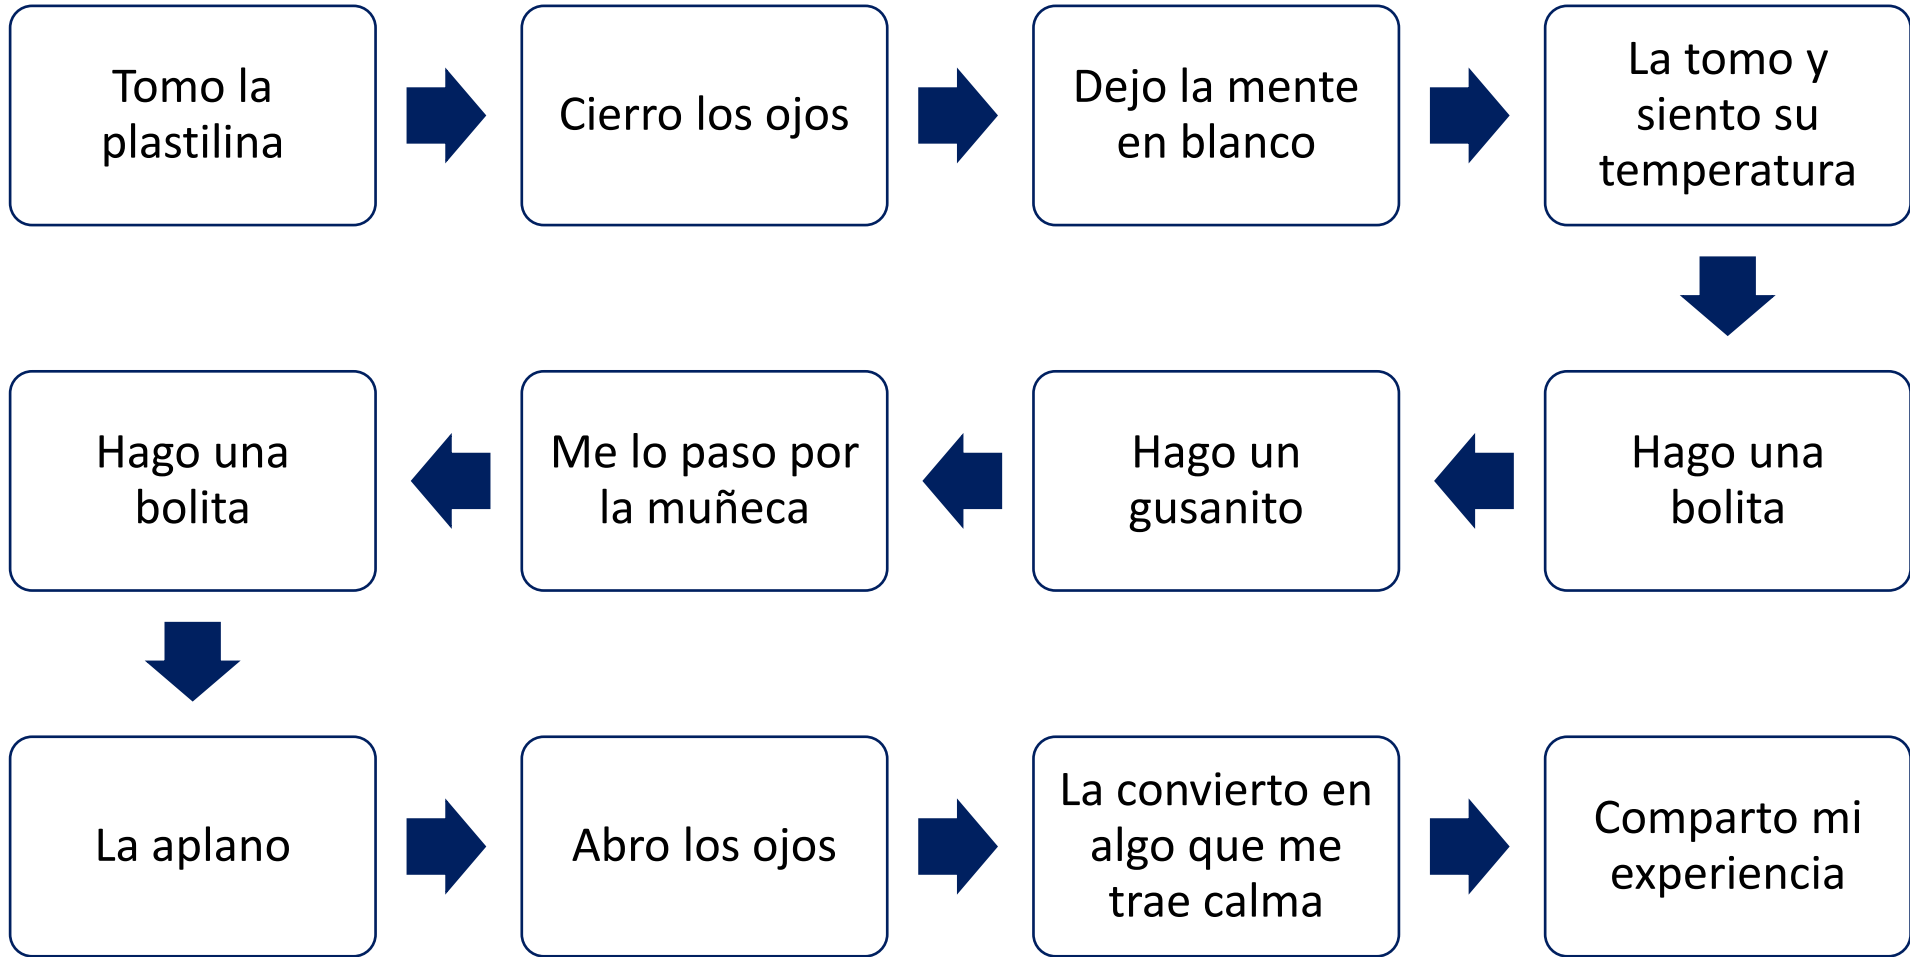 Tomo la
plastilina
Cierro los ojos
Dejo la mente
en blanco
La tomo y
siento su
temperatura
Hago una
bolita
Hago un
gusanito
Me lo paso por
la muñeca
Hago una
bolita
La aplano
Abro los ojos
La convierto en
algo que me
trae calma
Comparto mi
experiencia